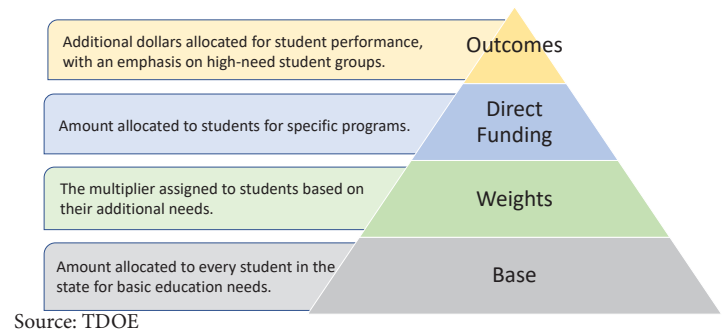 Additional dollars allocated for student performance,
with an emphasis on high-need student groups.
Outcomes
Amount allocated to students for specific programs.
Direct
Funding
The multiplier assigned to students based on
their additional needs.
Weights
Amount allocated to every student in the
state for basic education needs.
Base
Source: TDOE